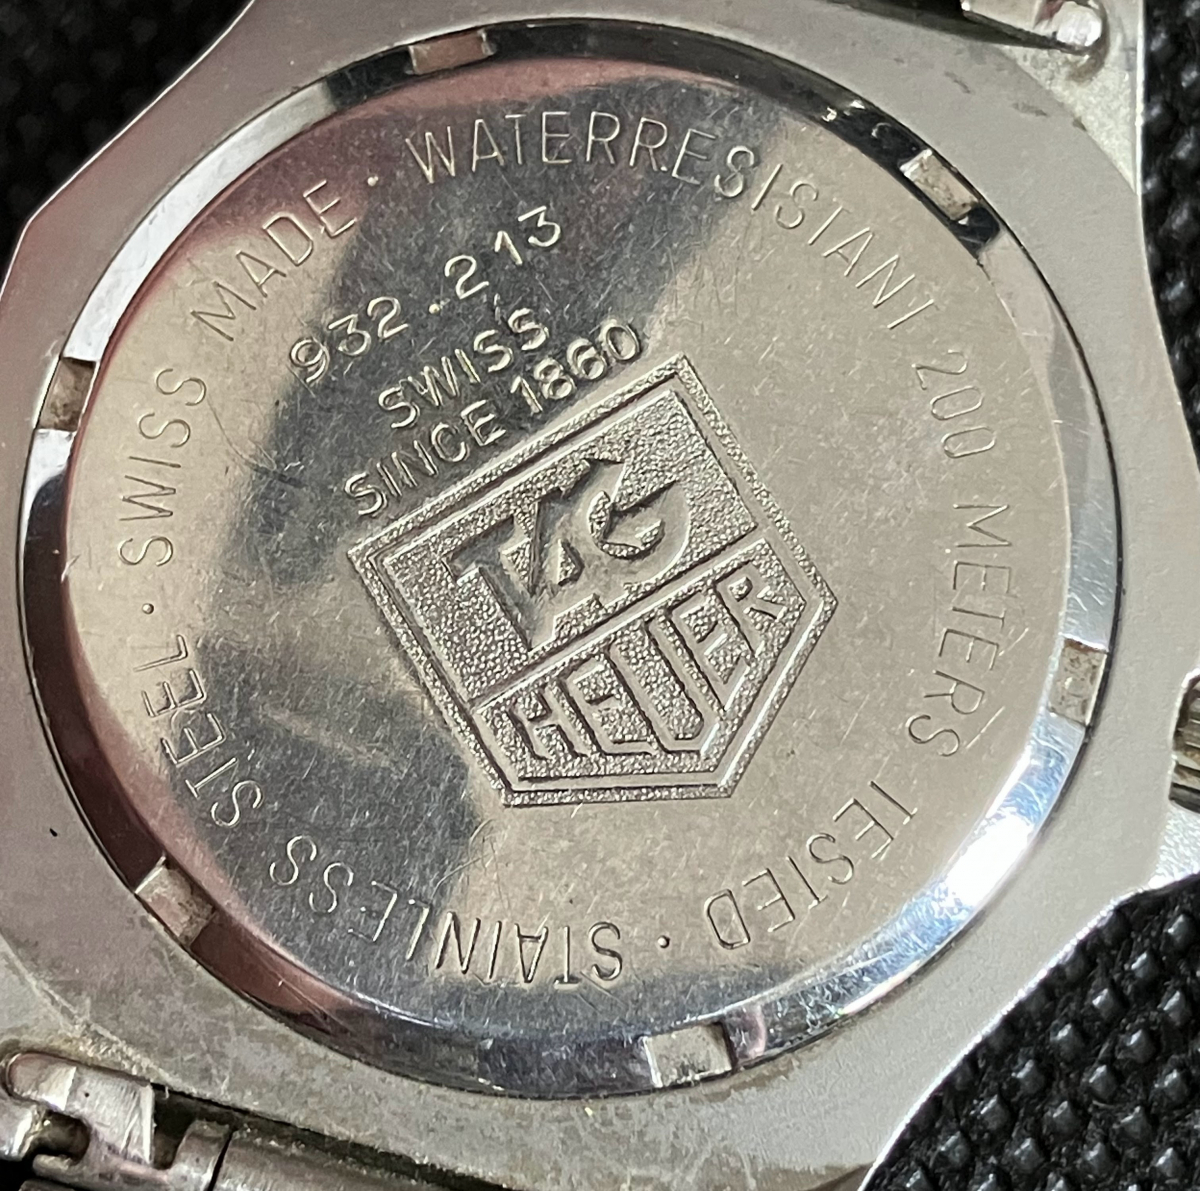 WATERRESISTANT 200 METERS TESTED · STAINLESS STEEL · SWISS MADE ·
932.213
SWISS
SINCE 1860
TAG
HEUER